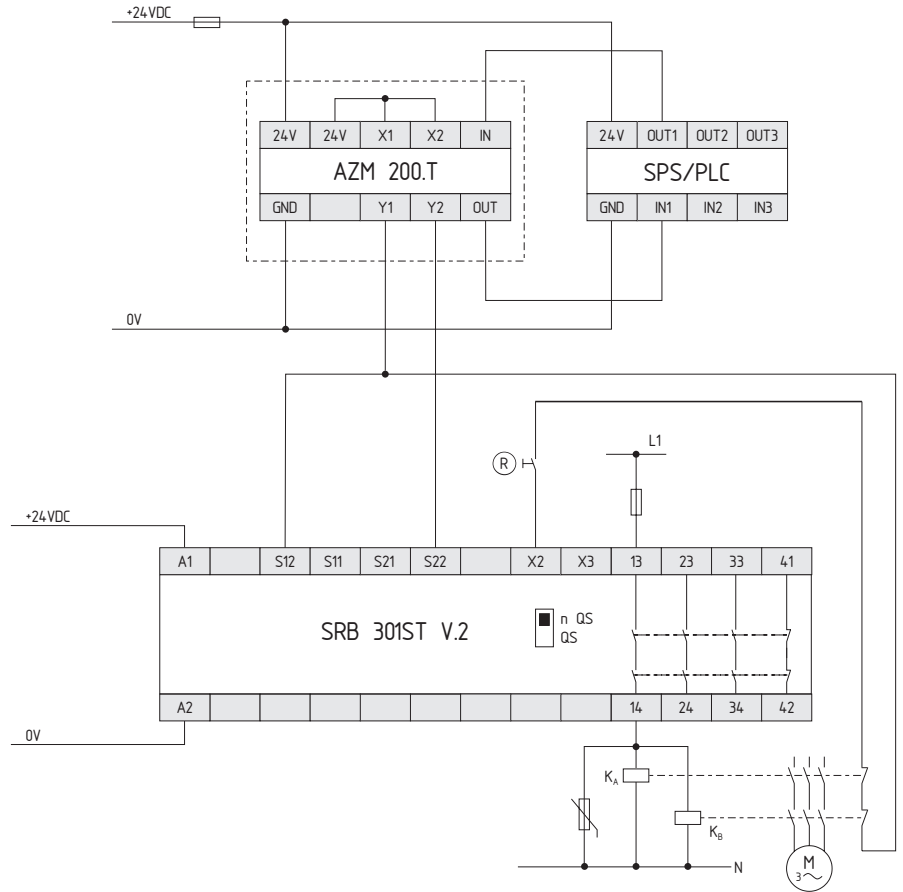 +24VDC
24V 24V X1 X2 IN
24V OUT1 OUT2 OUT3
AZM 200.T
SPS/PLC
GND Y1 Y2 OUT
GND IN1 IN2 IN3
0V
L1
R
+24VDC
A1 S12 S11 S21 S22 X2 X3 13 23 33 41
SRB 301ST V.2
n QS
QS
A2 14 24 34 42
0V
KA
KB
M
3~
N